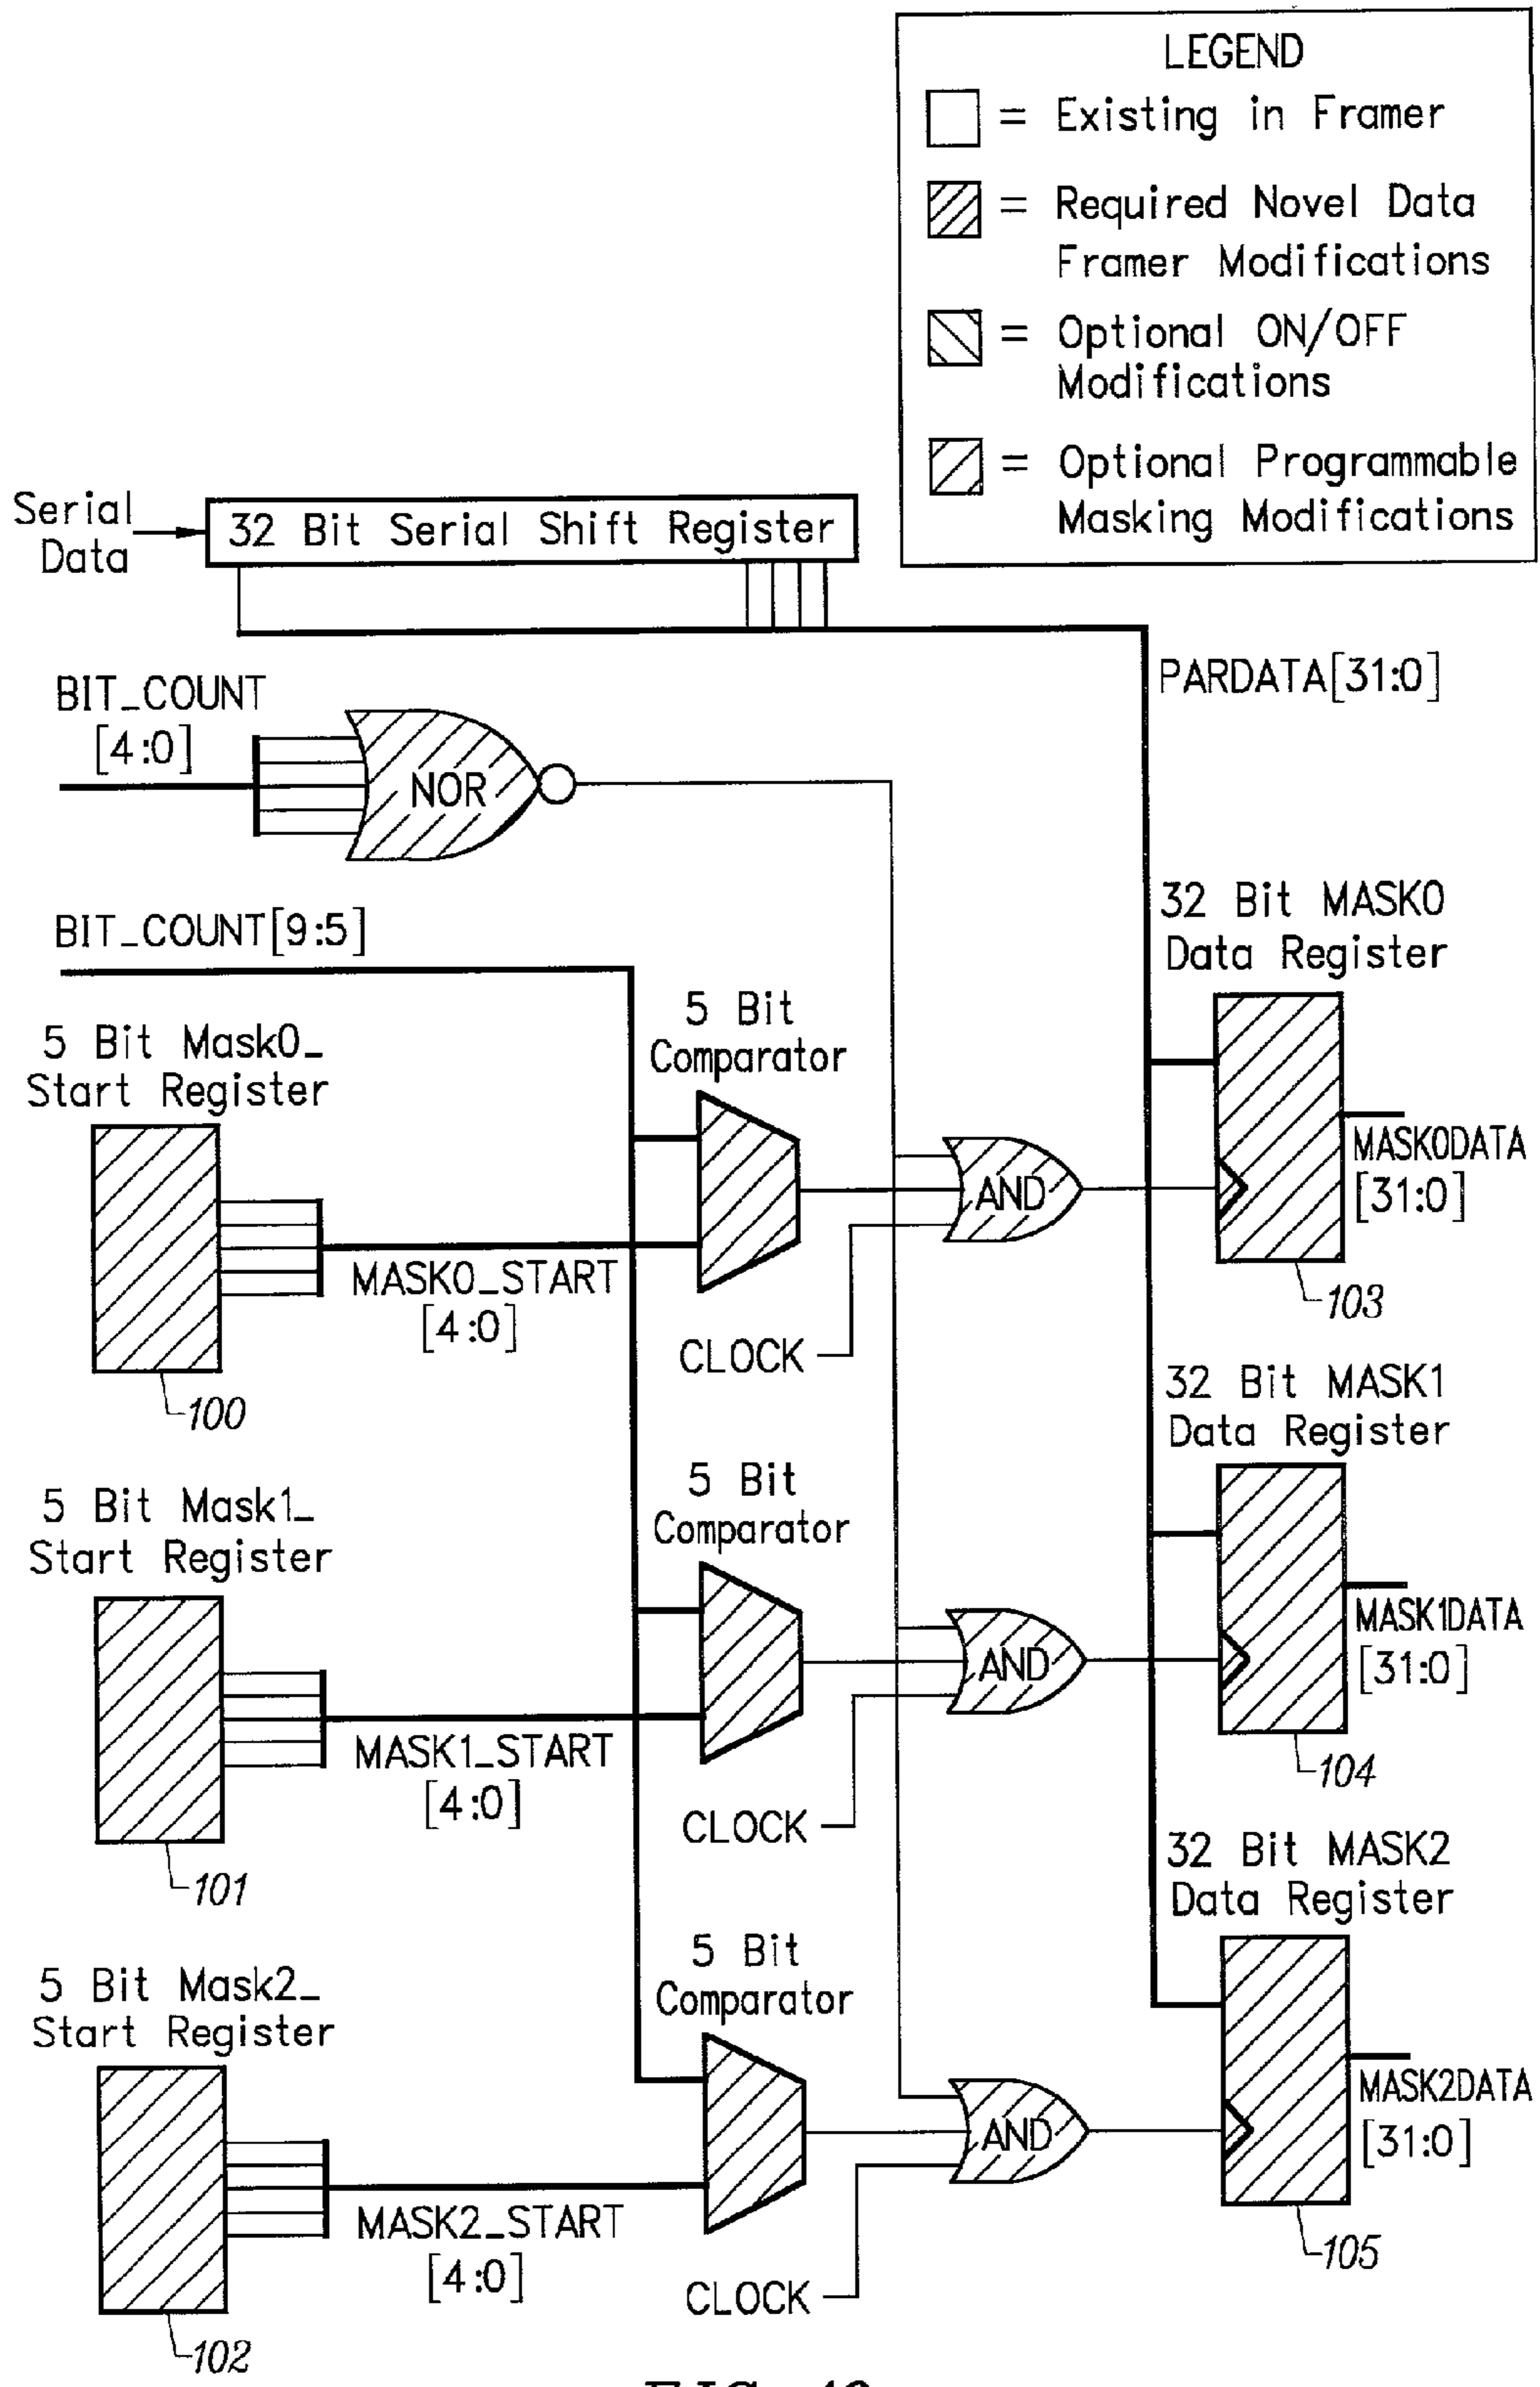 LEGEND
= Existing in Framer
= Required Novel Data
Framer Modifications
= Optional ON/OFF
Modifications
= Optional Programmable
Masking Modifications
Serial
Data
32 Bit Serial Shift Register
PARDATA[31:0]
BIT_COUNT
[4:0]
NOR
BIT_COUNT[9:5]
32 Bit MASK0
Data Register
5 Bit Mask0_
Start Register
5 Bit
Comparator
MASK0_START
[4:0]
AND
CLOCK
MASK0DATA
[31:0]
103
100
32 Bit MASK1
Data Register
5 Bit Mask1_
Start Register
5 Bit
Comparator
MASK1_START
[4:0]
AND
CLOCK
MASK1DATA
[31:0]
104
101
32 Bit MASK2
Data Register
5 Bit Mask2_
Start Register
5 Bit
Comparator
MASK2_START
[4:0]
AND
CLOCK
MASK2DATA
[31:0]
105
102